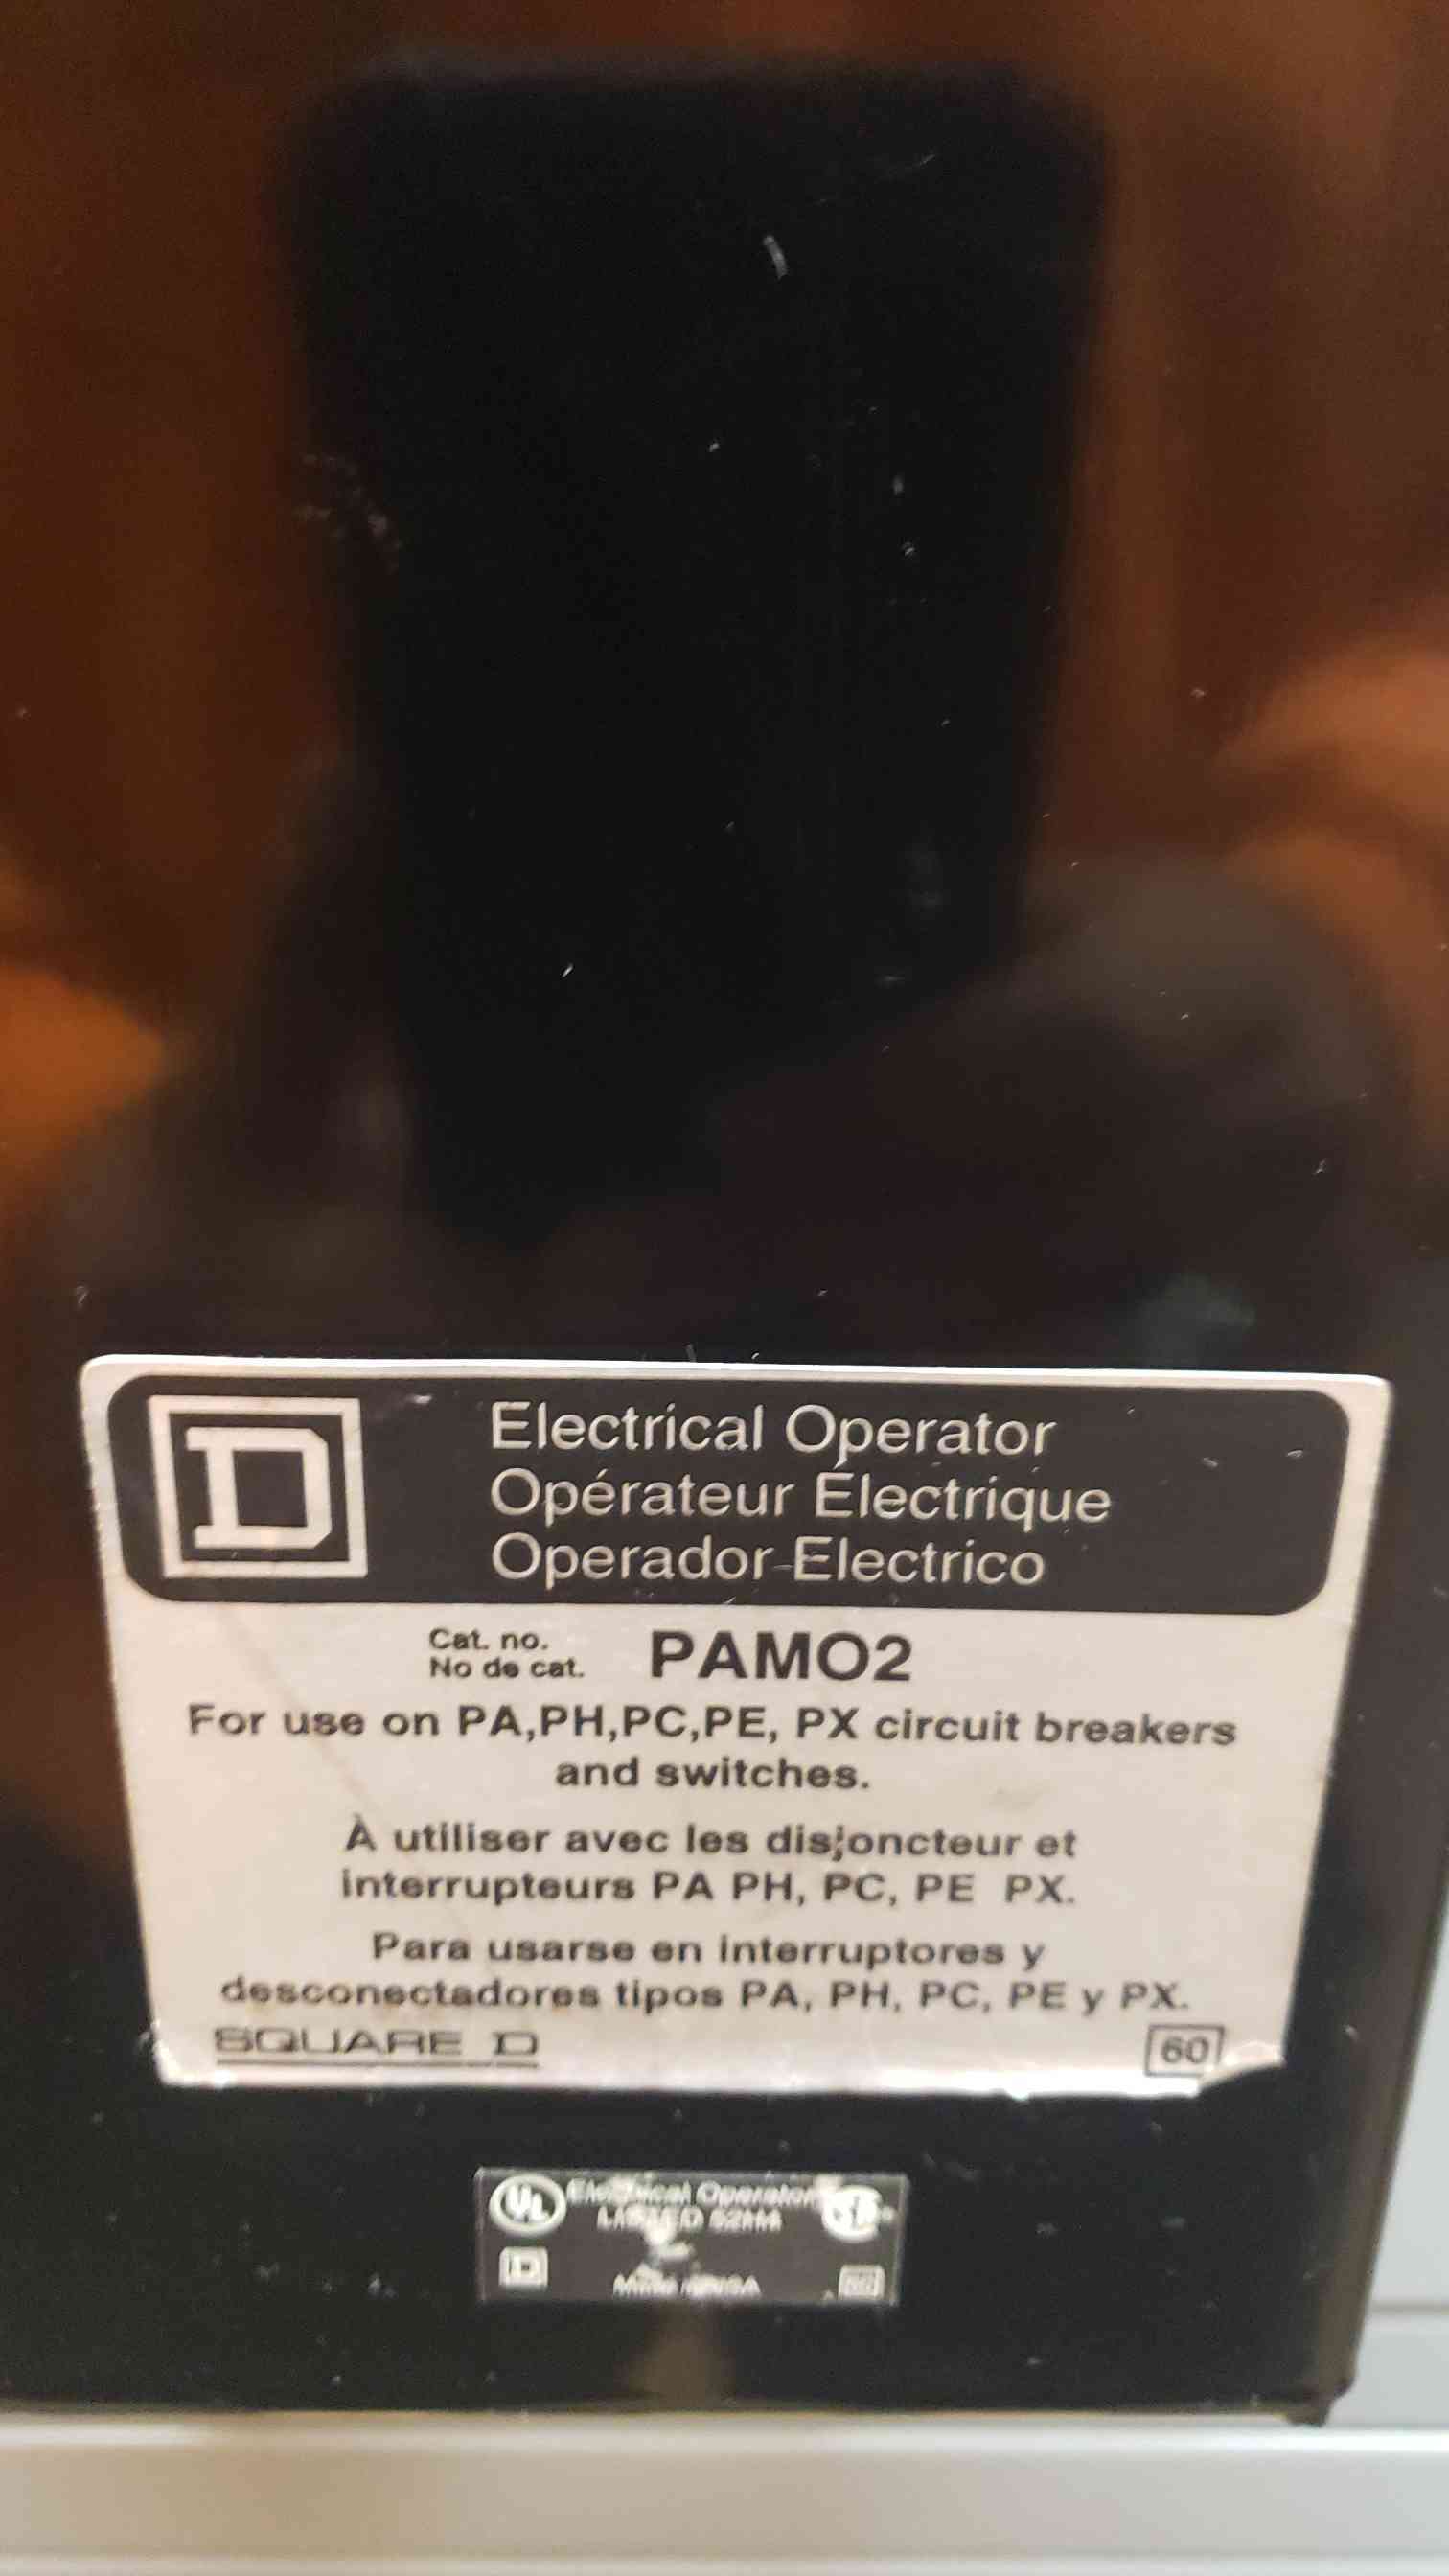 D
Electrical Operator
Opérateur Électrique
Operador Electrico
Cat. no.
No de cat.
PAMO2
For use on PA,PH,PC,PE, PX circuit breakers
and switches.
À utiliser avec les disjoncteur et
interrupteurs PA PH, PC, PE PX.
Para usarse en interruptores y
desconectadores tipos PA, PH, PC, PE y PX.
SQUARE D
60
UL
Electrical Operator
LISTED
D